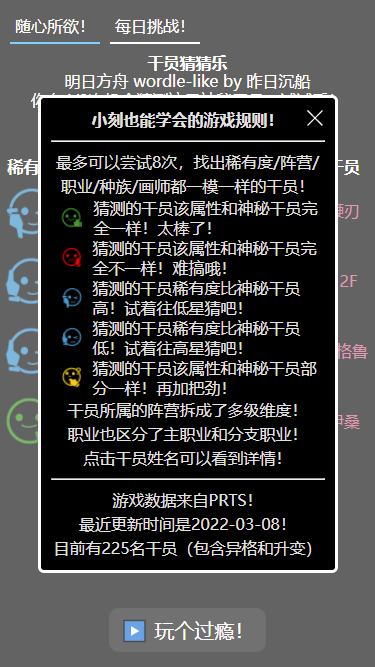 随心所欲！ 每日挑战！
干员猜猜乐
明日方舟 wordle-like by 昨日沉船
小刻也能学会的游戏规则！
稀有
员
最多可以尝试8次，找出稀有度/阵营/
职业/种族/画师都一模一样的干员！
猜测的干员该属性和神秘干员完
全一样！太棒了！
猜测的干员该属性和神秘干员完
全不一样！难搞哦！
2F
猜测的干员稀有度比神秘干员
高！试着往低星猜吧！
猜测的干员稀有度比神秘干员
低！试着往高星猜吧！
格鲁
猜测的干员该属性和神秘干员部
分一样！再加把劲！
干员所属的阵营拆成了多级维度！
桑
职业也区分了主职业和分支职业！
点击干员姓名可以看到详情！
游戏数据来自PRTS！
最近更新时间是2022-03-08！
目前有225名干员（包含异格和升变）
玩个过瘾！